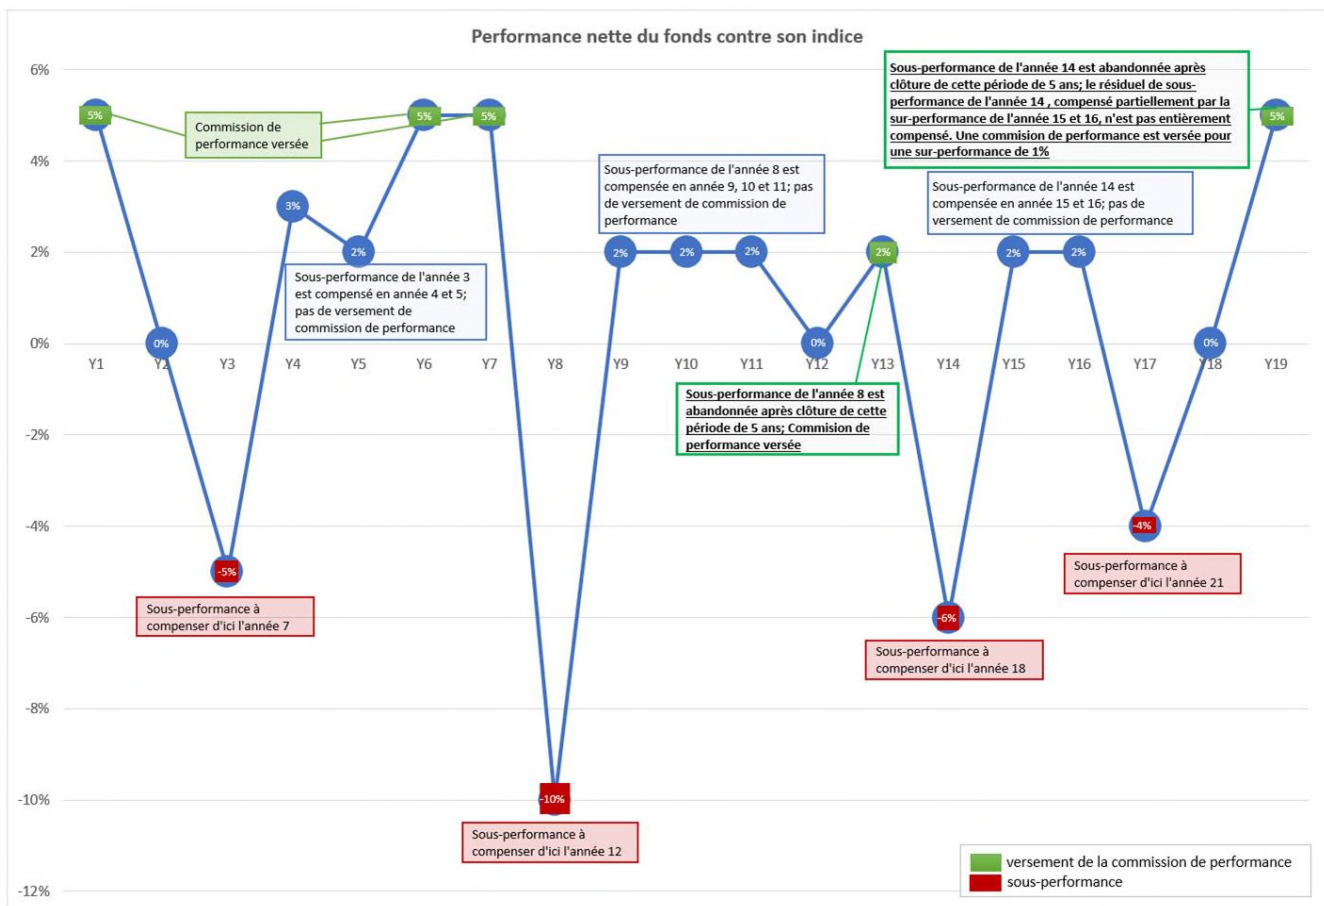 Performance nette du fonds contre son indice
6%
4%
2%
0%
-2%
-4%
-6%
-8%
-10%
-12%
5%
0%
-5%
3%
2%
5%
5%
-10%
2%
2%
2%
0%
2%
-6%
2%
2%
-4%
0%
5%
Y1
Y2
Y3
Y4
Y5
Y6
Y7
Y8
Y9
Y10
Y11
Y12
Y13
Y14
Y15
Y16
Y17
Y18
Y19
Commission de
performance versée
Sous-performance de l'année 3
est compensé en année 4 et 5;
pas de versement de
commission de performance
Sous-performance à
compenser d'ici l'année 7
Sous-performance de l'année 8 est
compensée en année 9, 10 et 11; pas
de versement de commission de
performance
Sous-performance à
compenser d'ici l'année 12
Sous-performance de l'année 8 est
abandonnée après clôture de cette
période de 5 ans; Commision de
performance versée
Sous-performance de l'année 14 est abandonnée après
clôture de cette période de 5 ans; le résiduel de sous-
performance de l'année 14 , compensé partiellement par la
sur-performance de l'année 15 et 16, n'est pas entièrement
compensé. Une commision de performance est versée pour
une sur-performance de 1%
Sous-performance de l'année 14 est
compensée en année 15 et 16; pas de
versement de commission de performance
Sous-performance à
compenser d'ici l'année 18
Sous-performance à
compenser d'ici l'année 21
versement de la commission de performance
sous-performance